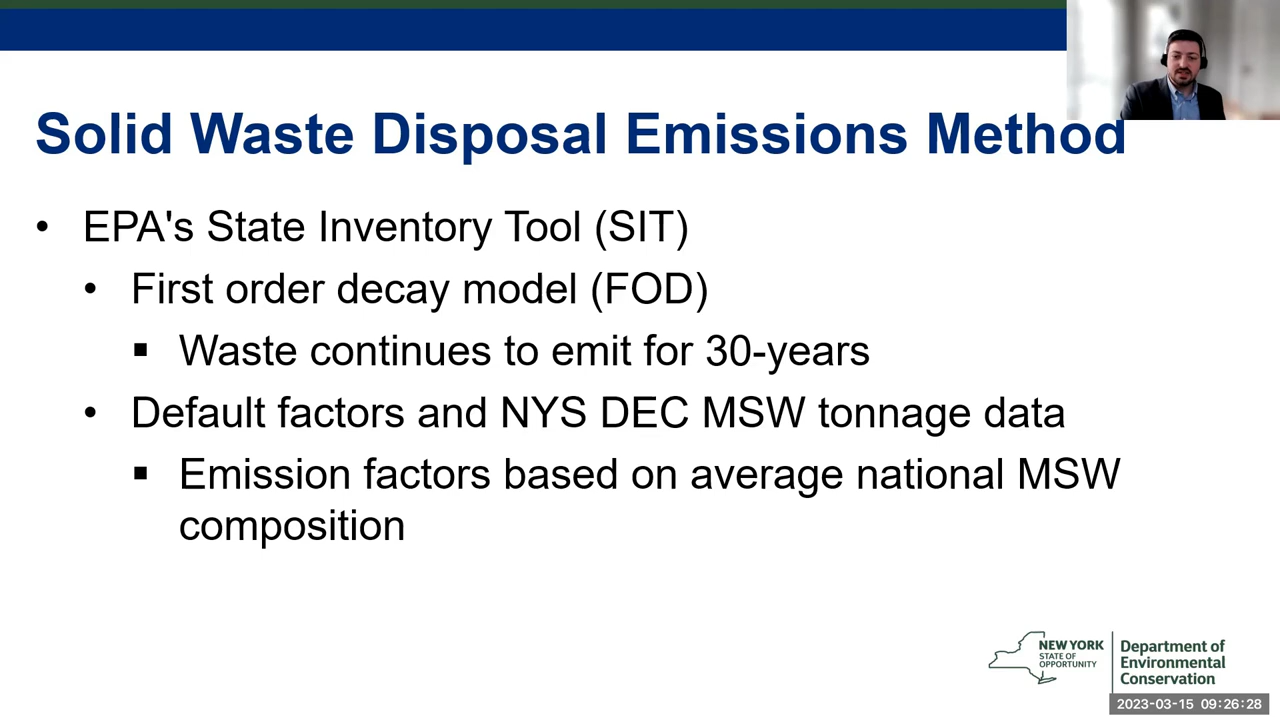 Solid Waste Disposal Emissions Method
• EPA's State Inventory Tool (SIT)
• First order decay model (FOD)
▪ Waste continues to emit for 30-years
• Default factors and NYS DEC MSW tonnage data
▪ Emission factors based on average national MSW
composition
NEW YORK
STATE OF
OPPORTUNITY
Department of
Environmental
Conservation
2023-03-15 09:26:28